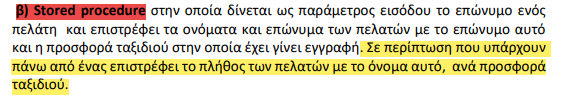 β) Stored procedure στην οποία δίνεται ως παράμετρος εισόδου το επώνυμο ενός
πελάτη και επιστρέφει τα ονόματα και επώνυμα των πελατών με το επώνυμο αυτό
και η προσφορά ταξιδιού στην οποία έχει γίνει εγγραφή. Σε περίπτωση που υπάρχουν
πάνω από ένας επιστρέφει το πλήθος των πελατών με το όνομα αυτό, ανά προσφορά
ταξιδιού.